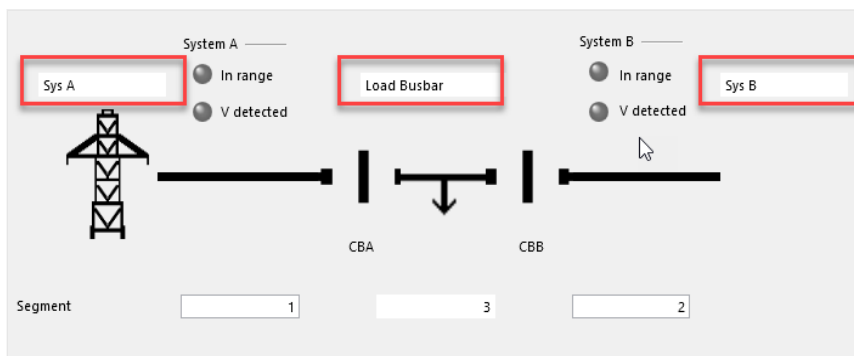 System A
System B
In range
In range
Sys A
Load Busbar
Sys B
V detected
V detected
CBA
CBB
Segment
1
3
2